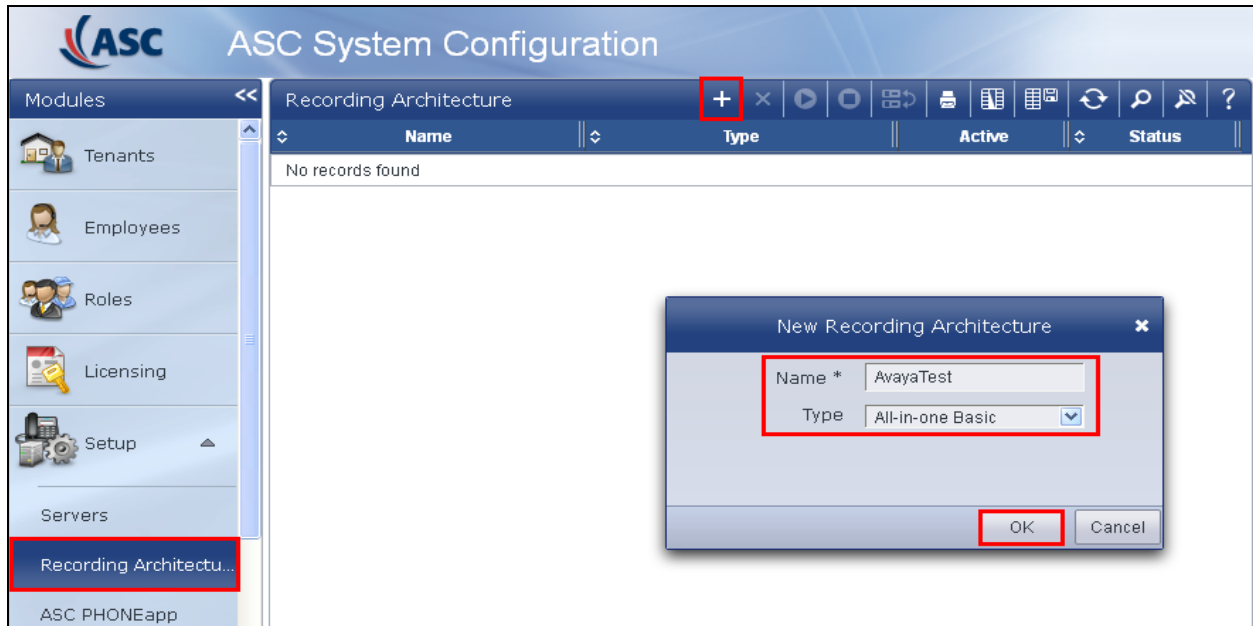 ASC ASC System Configuration
Modules <<
Tenants
Employees
Roles
Licensing
Setup
Servers
Recording Architectu...
ASC PHONEapp
Recording Architecture + × ?
Name Type Active Status
No records found
New Recording Architecture ×
Name * AvayaTest
Type All-in-one Basic
OK Cancel